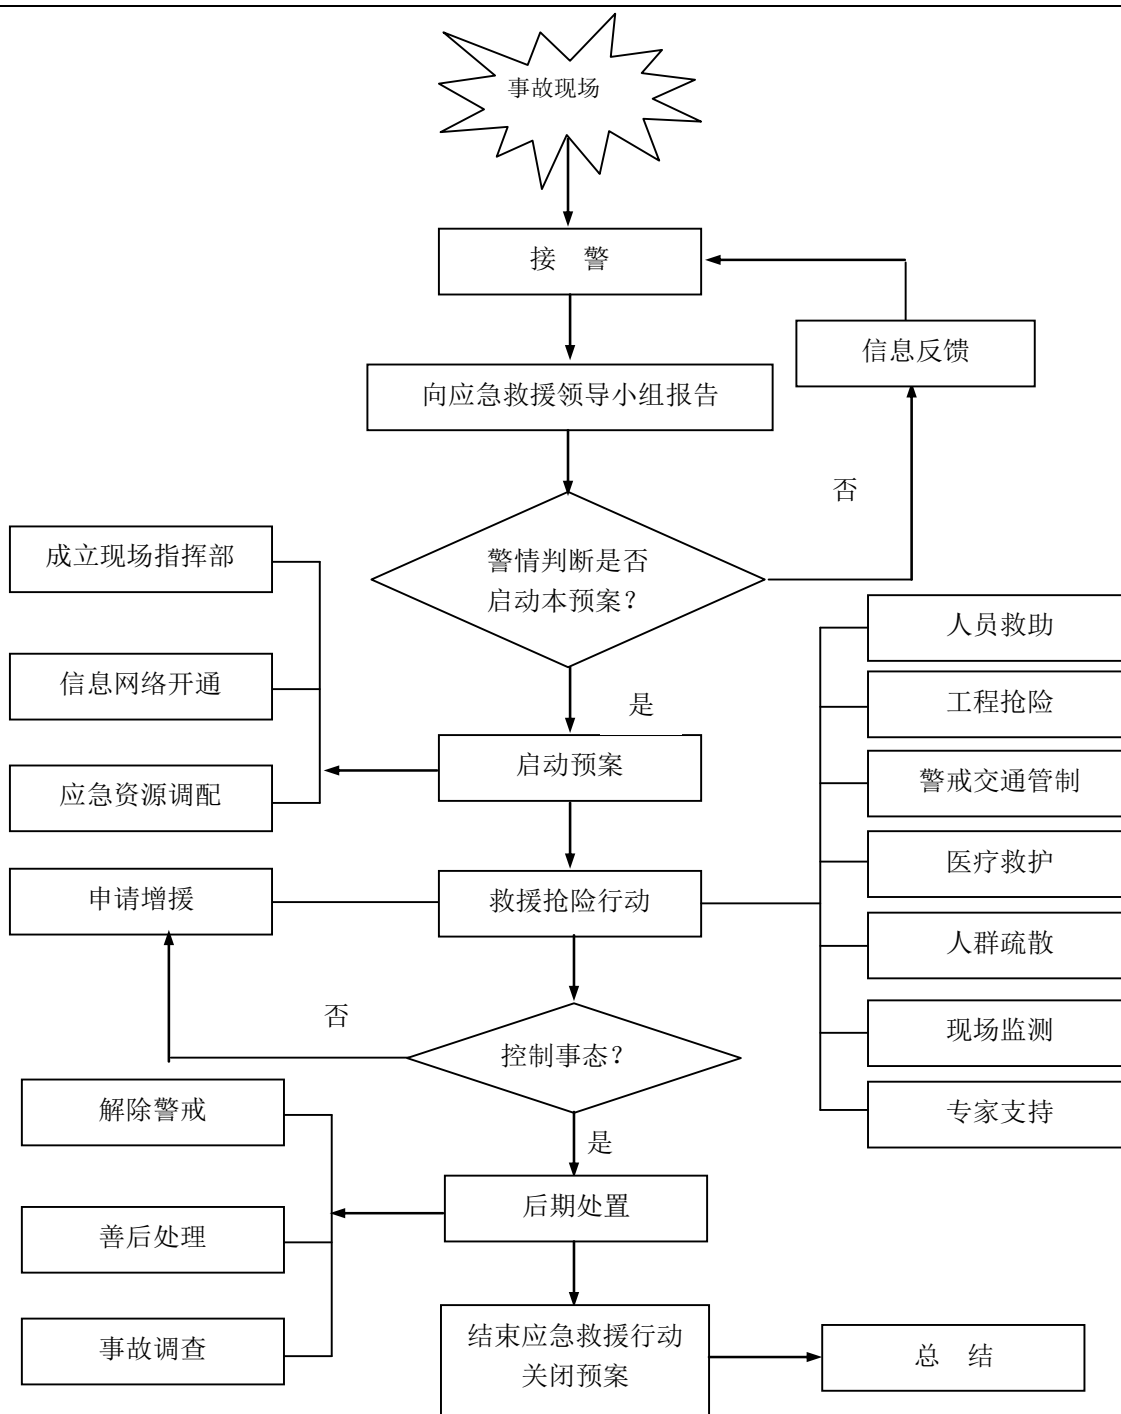 事故现场
接　警
信息反馈
向应急救援领导小组报告
否
成立现场指挥部
警情判断是否
启动本预案？
人员救助
信息网络开通
工程抢险
是
启动预案
警戒交通管制
应急资源调配
医疗救护
申请增援
救援抢险行动
人群疏散
否
现场监测
控制事态？
解除警戒
专家支持
是
后期处置
善后处理
结束应急救援行动
关闭预案
事故调查
总　结